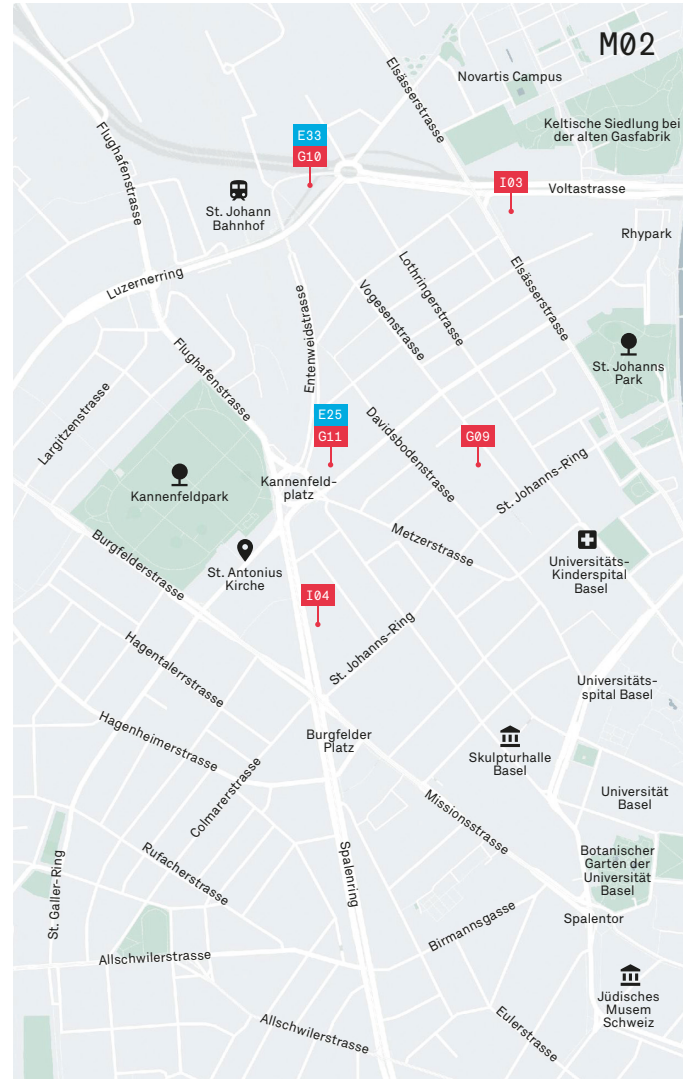 M02
Elsässerstrasse
Novartis Campus
Flughafenstrasse
Keltische Siedlung bei
der alten Gasfabrik
E33
G10
I03
Voltastrasse
St. Johann
Bahnhof
Rhypark
Luzernerring
Lothringerstrasse
Elsässerstrasse
Vogesenstrasse
Entenweidstrasse
Flughafenstrasse
St. Johanns
Park
Largitzenstrasse
E25
G11
Davidsbodenstrasse
G09
St. Johanns-Ring
Kannenfeldpark
Kannenfeld-
platz
Metzerstrasse
Burgfelderstrasse
St. Antonius
Kirche
Universitäts-
Kinderspital
Basel
I04
St. Johanns-Ring
Hagentalerrstrasse
Universitäts-
spital Basel
Hagenheimerstrasse
Burgfelder
Platz
Skulpturhalle
Basel
Colmarerstrasse
Missionsstrasse
Universität
Basel
Rufacherstrasse
Spalenring
Botanischer
Garten der
Universität
Basel
St. Galler-Ring
Birmannsgasse
Spalentor
Allschwilerstrasse
Jüdisches
Musem
Schweiz
Allschwilerstrasse
Eulerstrasse